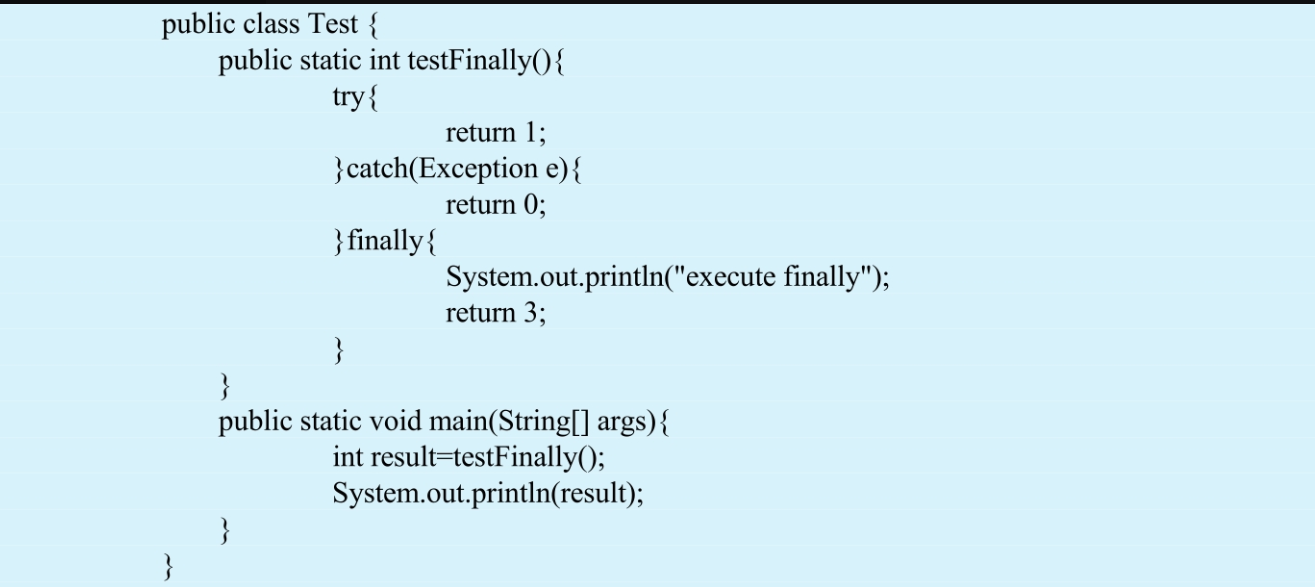 public class Test {
public static int testFinally(){
try{
return 1;
}catch(Exception e){
return 0;
}finally{
System.out.println("execute finally");
return 3;
}
}
public static void main(String[] args){
int result=testFinally();
System.out.println(result);
}
}